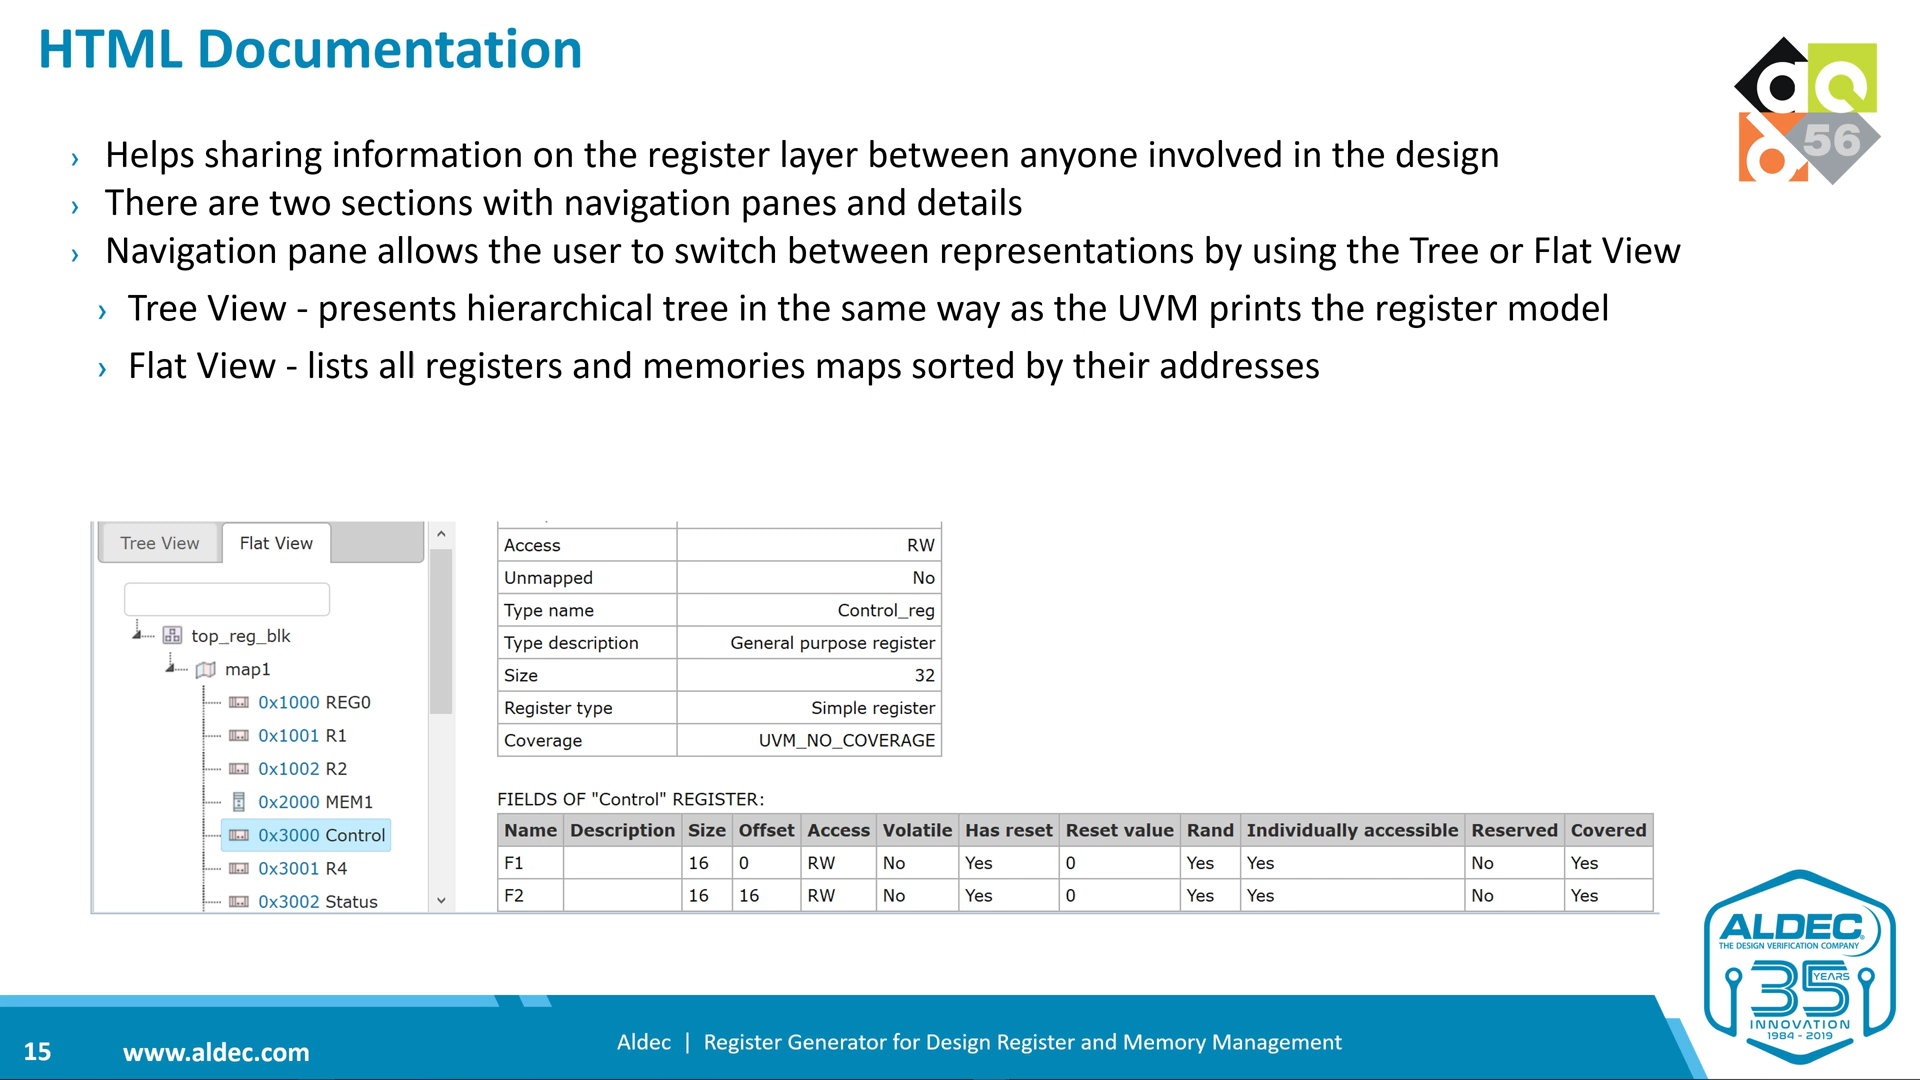 HTML Documentation
56
› Helps sharing information on the register layer between anyone involved in the design
› There are two sections with navigation panes and details
› Navigation pane allows the user to switch between representations by using the Tree or Flat View
› Tree View - presents hierarchical tree in the same way as the UVM prints the register model
› Flat View - lists all registers and memories maps sorted by their addresses
Tree View Flat View
top_reg_blk
map1
0x1000 REG0
0x1001 R1
0x1002 R2
0x2000 MEM1
0x3000 Control
0x3001 R4
0x3002 Status
Access RW
Unmapped No
Type name Control_reg
Type description General purpose register
Size 32
Register type Simple register
Coverage UVM_NO_COVERAGE
FIELDS OF "Control" REGISTER:
Name Description Size Offset Access Volatile Has reset Reset value Rand Individually accessible Reserved Covered
F1 16 0 RW No Yes 0 Yes Yes No Yes
F2 16 16 RW No Yes 0 Yes Yes No Yes
ALDEC
THE DESIGN VERIFICATION COMPANY
35 YEARS
INNOVATION
1984 - 2019
15 www.aldec.com Aldec | Register Generator for Design Register and Memory Management